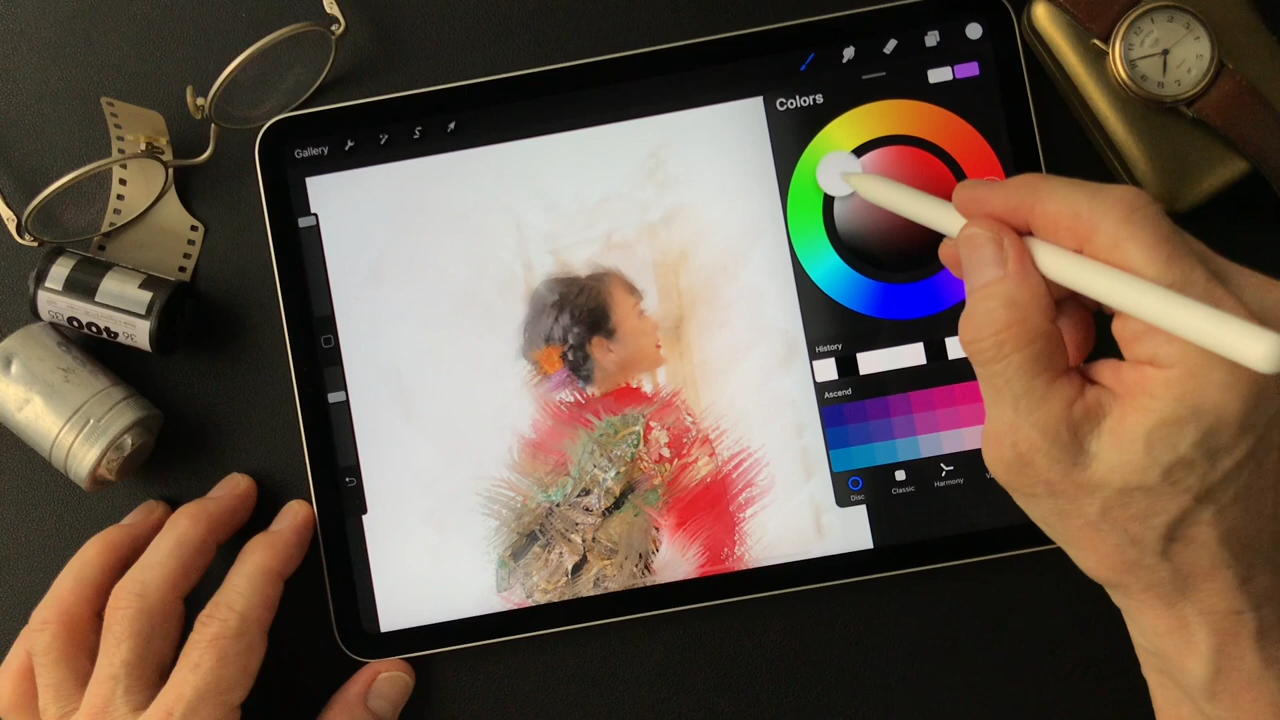 Gallery
S
Colors
History
Ascend
Disc
Classic
Harmony
400
36
135